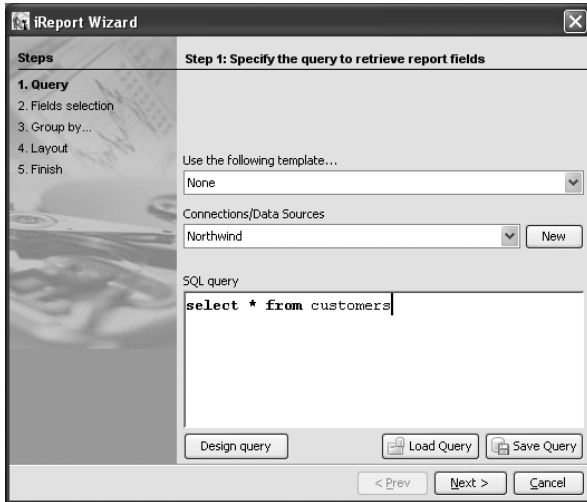 iReport Wizard
Steps
1. Query
2. Fields selection
3. Group by...
4. Layout
5. Finish
Step 1: Specify the query to retrieve report fields
Use the following template...
None
Connections/Data Sources
Northwind
New
SQL query
select * from customers
Design query
Load Query
Save Query
< Prev
Next >
Cancel